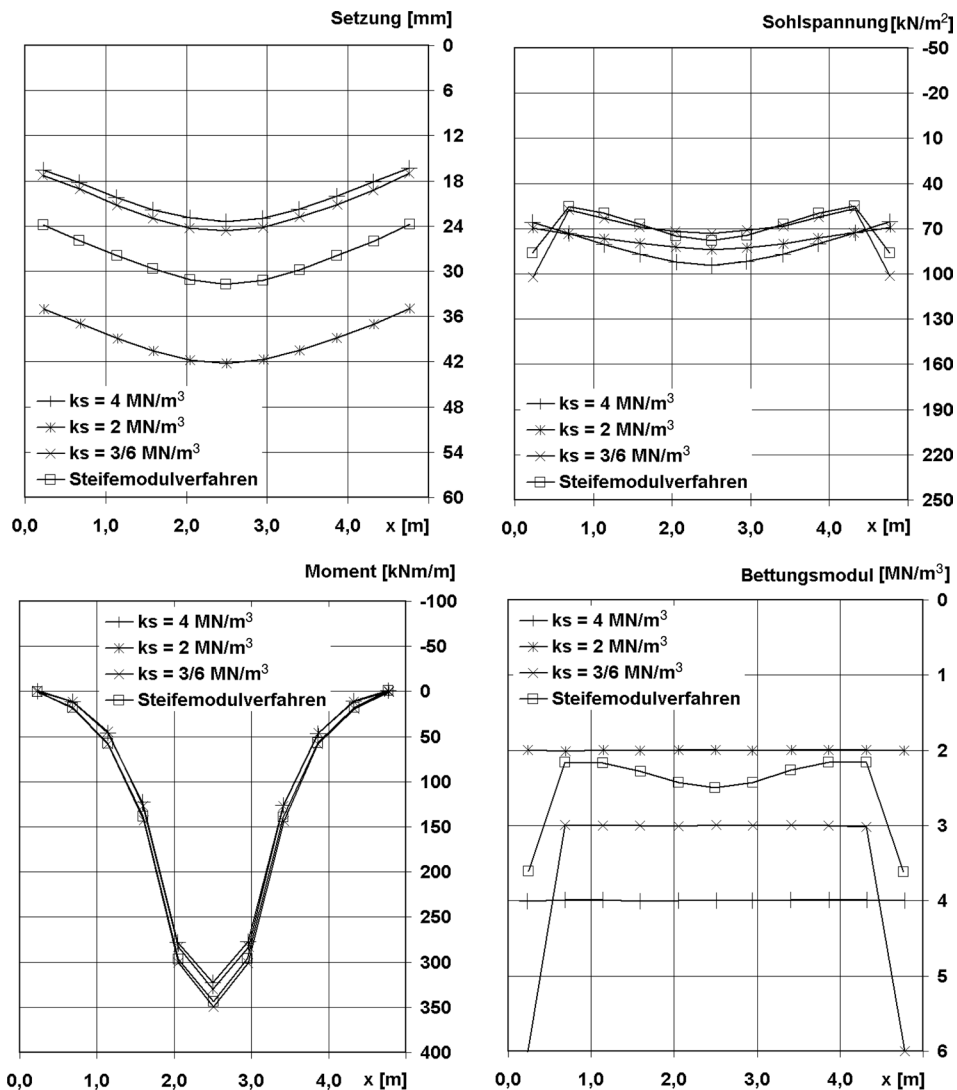 Setzung [mm]
0
6
12
18
24
30
36
42
48
54
60
ks = 4 MN/m³
ks = 2 MN/m³
ks = 3/6 MN/m³
Steifemodulverfahren
0,0 1,0 2,0 3,0 4,0 x [m]
Sohlspannung [kN/m²]
-50
-20
10
40
70
100
130
160
190
220
250
ks = 4 MN/m³
ks = 2 MN/m³
ks = 3/6 MN/m³
Steifemodulverfahren
0,0 1,0 2,0 3,0 4,0 x [m]
Moment [kNm/m]
-100
-50
0
50
100
150
200
250
300
350
400
ks = 4 MN/m³
ks = 2 MN/m³
ks = 3/6 MN/m³
Steifemodulverfahren
0,0 1,0 2,0 3,0 4,0 x [m]
Bettungsmodul [MN/m³]
0
1
2
3
4
5
6
ks = 4 MN/m³
ks = 2 MN/m³
ks = 3/6 MN/m³
Steifemodulverfahren
0,0 1,0 2,0 3,0 4,0 x [m]